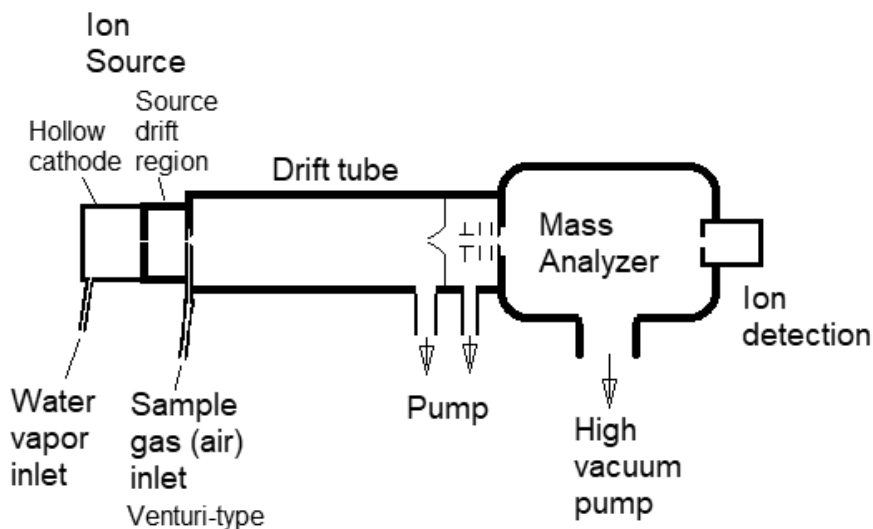 Ion
Source
Hollow
cathode
Source
drift
region
Drift tube
Mass
Analyzer
Ion
detection
Water
vapor
inlet
Sample
gas (air)
inlet
Venturi-type
Pump
High
vacuum
pump